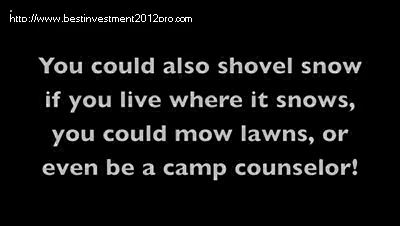 http://www.bestinvestment2012pro.com
You could also shovel snow
if you live where it snows,
you could mow lawns, or
even be a camp counselor!